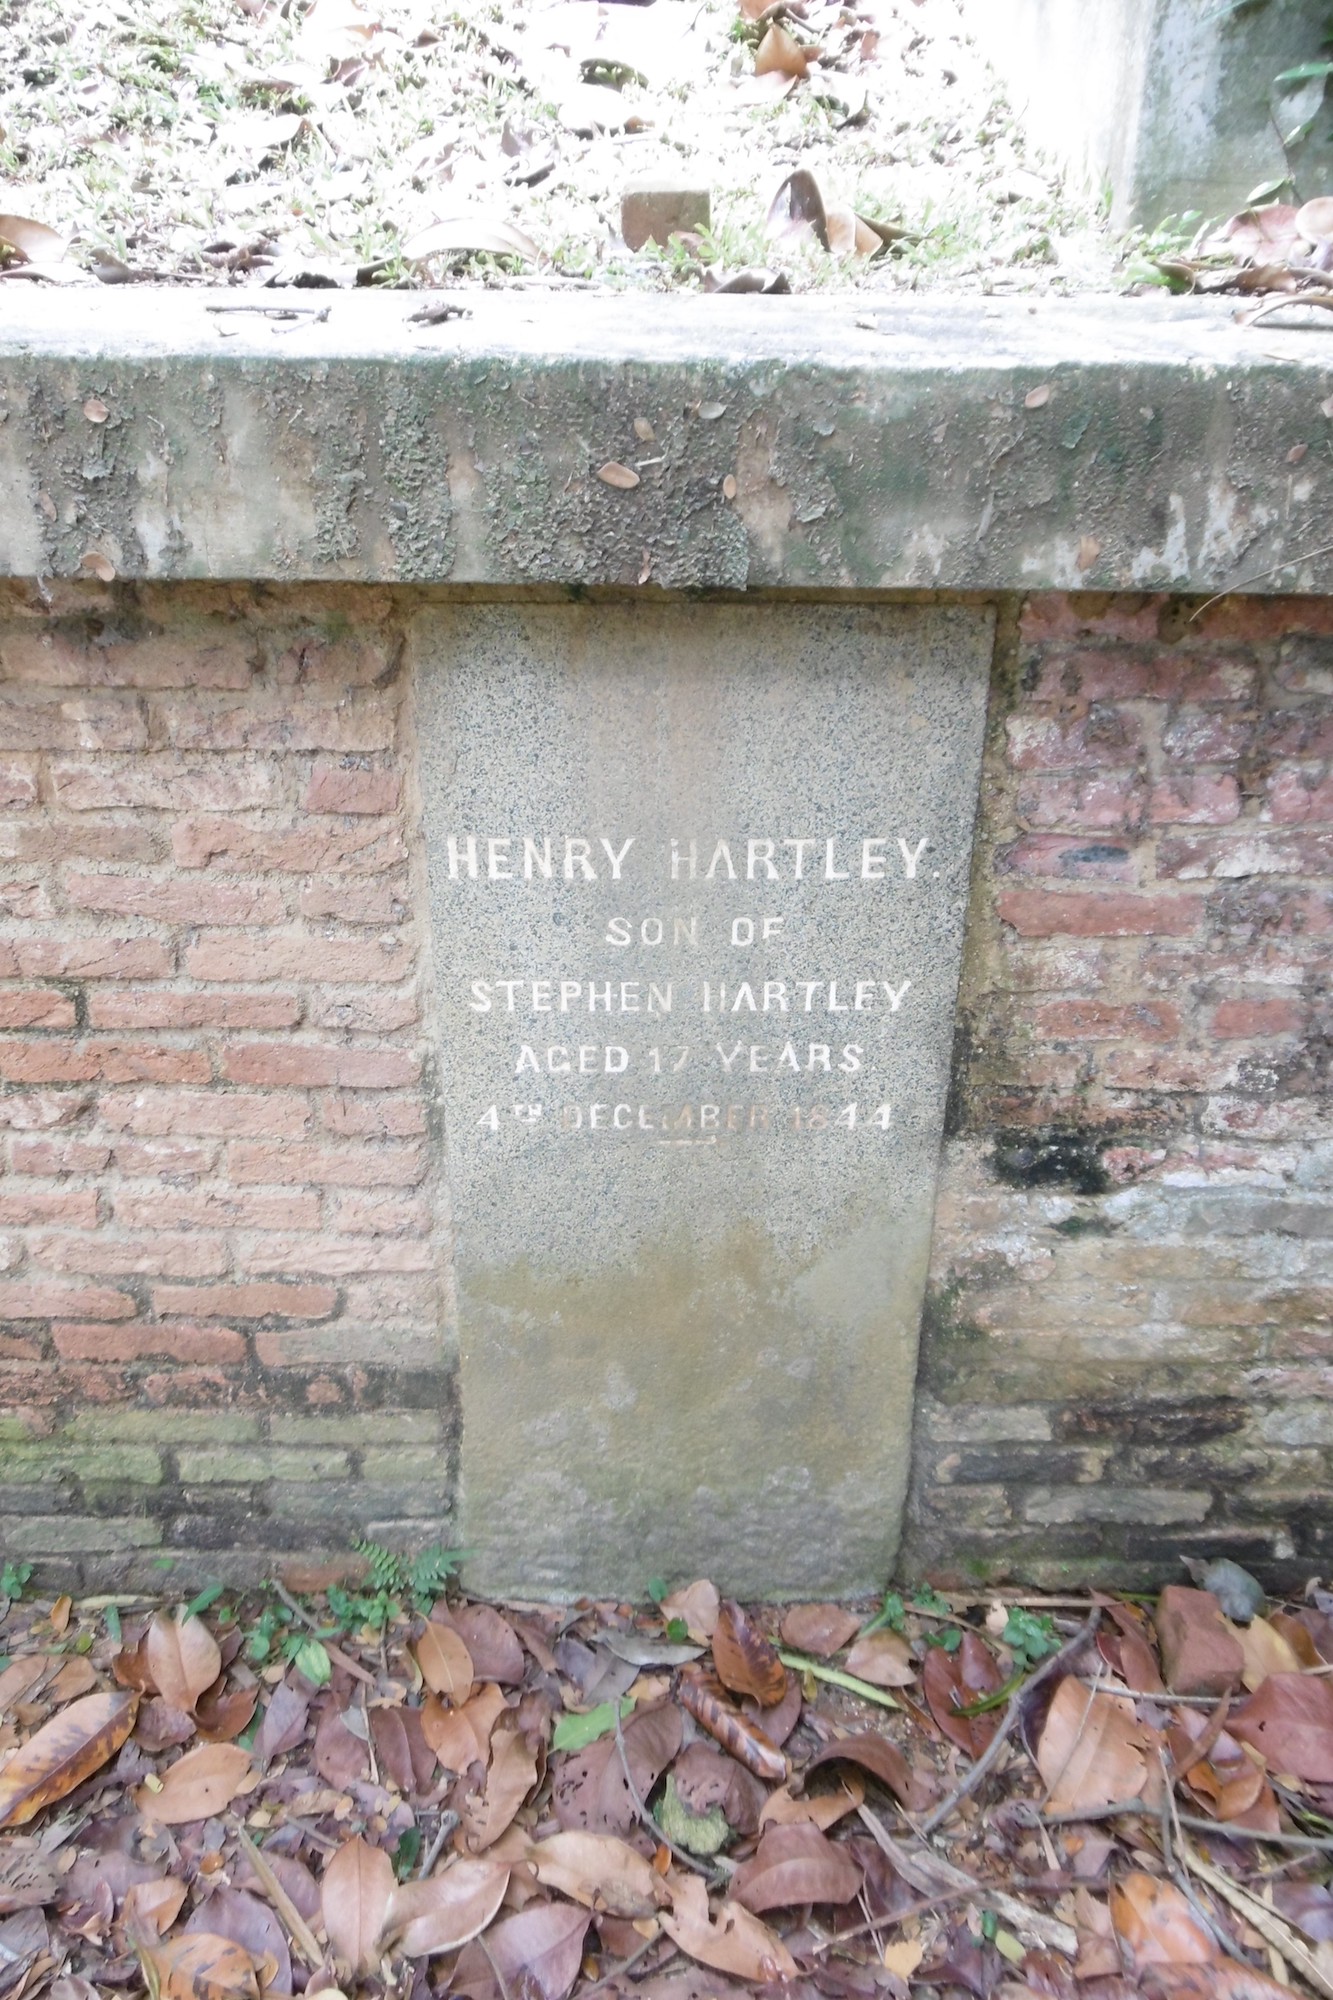 HENRY HARTLEY.
SON OF
STEPHEN HARTLEY
AGED 17 YEARS.
4TH DECEMBER 1844